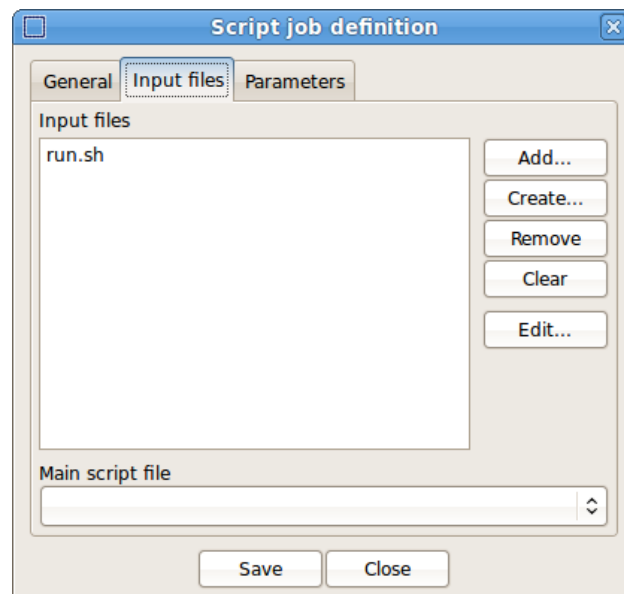 Script job definition
General Input files Parameters
Input files
run.sh
Add...
Create...
Remove
Clear
Edit...
Main script file
Save Close